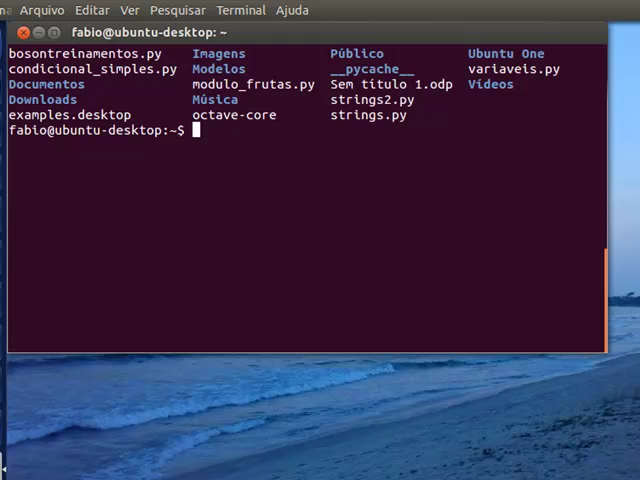 Arquivo Editar Ver Pesquisar Terminal Ajuda
fabio@ubuntu-desktop: ~
bosontreinamentos.py Imagens Público Ubuntu One
condicional_simples.py Modelos __pycache__ variaveis.py
Documentos modulo_frutas.py Sem título 1.odp Vídeos
Downloads Música strings2.py
examples.desktop octave-core strings.py
fabio@ubuntu-desktop:~$